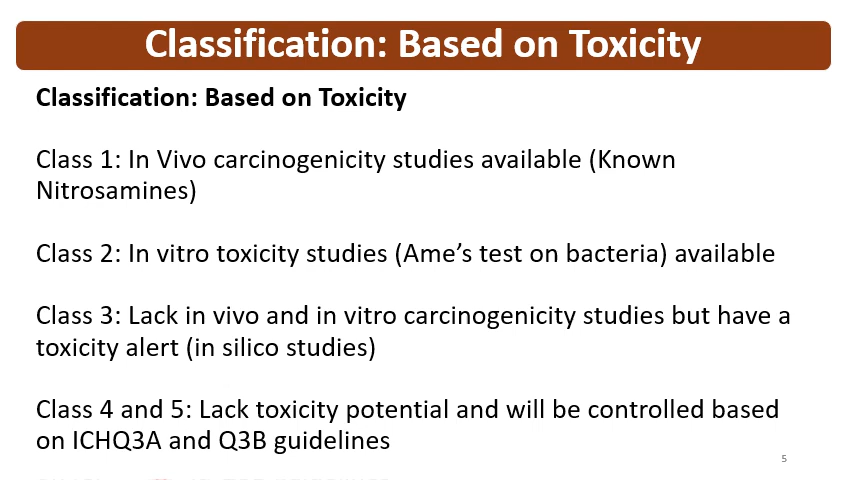 Classification: Based on Toxicity
Classification: Based on Toxicity
Class 1: In Vivo carcinogenicity studies available (Known
Nitrosamines)
Class 2: In vitro toxicity studies (Ame’s test on bacteria) available
Class 3: Lack in vivo and in vitro carcinogenicity studies but have a
toxicity alert (in silico studies)
Class 4 and 5: Lack toxicity potential and will be controlled based
on ICHQ3A and Q3B guidelines
5